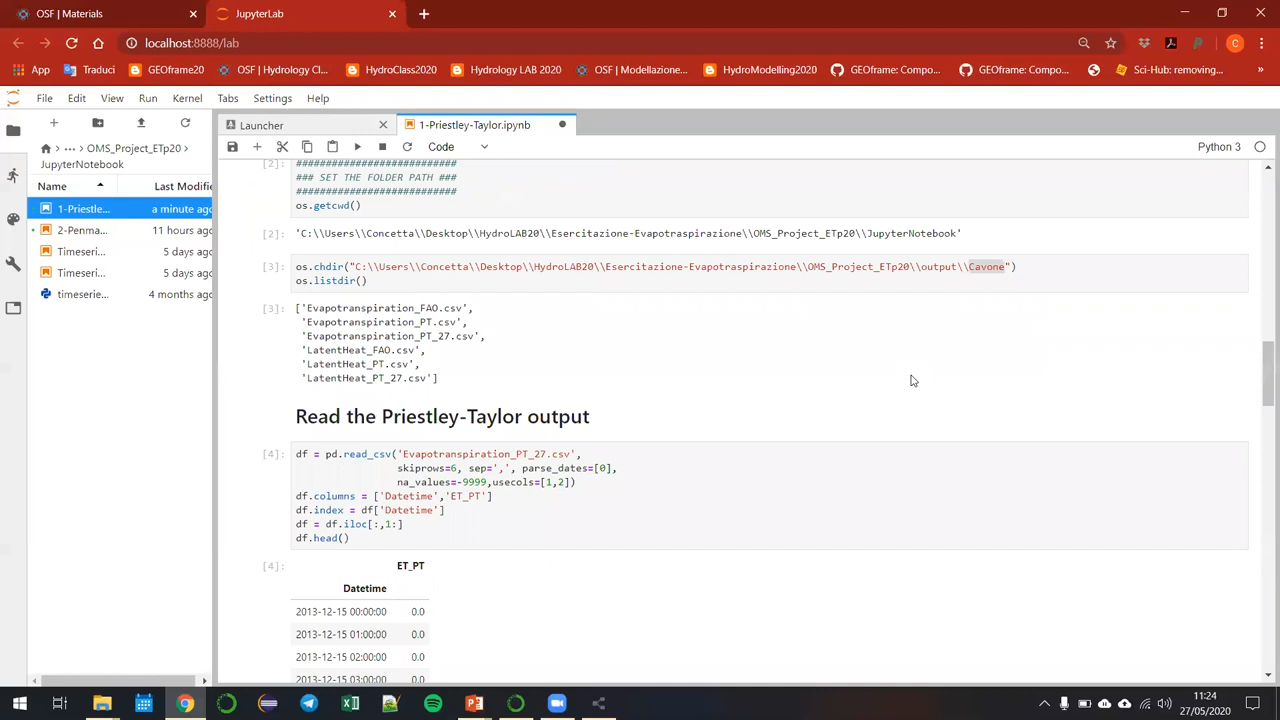 OSF | Materials
JupyterLab
localhost:8888/lab
App
Traduci
GEOframe20
OSF | Hydrology Cl...
HydroClass2020
Hydrology LAB 2020
OSF | Modellazione...
HydroModelling2020
GEOframe: Compo...
GEOframe: Compo...
Sci-Hub: removing...
»
File
Edit
View
Run
Kernel
Tabs
Settings
Help
Launcher
1-Priestley-Taylor.ipynb
Code
Python 3
OMS_Project_ETp20
JupyterNotebook
Name
Last Modifie
1-Priestle...
a minute ago
2-Penma...
11 hours ago
Timeseri...
5 days ago
Timeseri...
5 days ago
timeserie...
4 months ago
[2]:
###########################
### SET THE FOLDER PATH ###
###########################
os.getcwd()
[2]:
'C:\\Users\\Concetta\\Desktop\\HydroLAB20\\Esercitazione-Evapotraspirazione\\OMS_Project_ETp20\\JupyterNotebook'
[3]:
os.chdir("C:\\Users\\Concetta\\Desktop\\HydroLAB20\\Esercitazione-Evapotraspirazione\\OMS_Project_ETp20\\output\\Cavone")
os.listdir()
[3]:
['Evapotranspiration_FAO.csv',
'Evapotranspiration_PT.csv',
'Evapotranspiration_PT_27.csv',
'LatentHeat_FAO.csv',
'LatentHeat_PT.csv',
'LatentHeat_PT_27.csv']
Read the Priestley-Taylor output
[4]:
df = pd.read_csv('Evapotranspiration_PT_27.csv',
skiprows=6, sep=',', parse_dates=[0],
na_values=-9999,usecols=[1,2])
df.columns = ['Datetime','ET_PT']
df.index = df['Datetime']
df = df.iloc[:,1:]
df.head()
[4]:
ET_PT
Datetime
2013-12-15 00:00:00 0.0
2013-12-15 01:00:00 0.0
2013-12-15 02:00:00 0.0
2013-12-15 03:00:00 0.0
11:24
27/05/2020